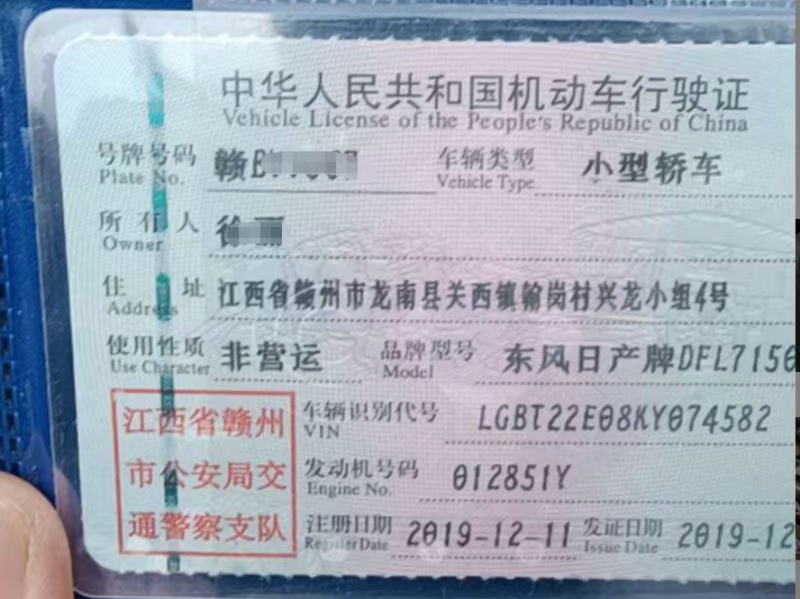 中华人民共和国机动车行驶证
Vehicle License of the People's Republic of China
号牌号码 赣B 车辆类型 小型轿车
Plate No. Vehicle Type
所有人 徐
Owner
住址 江西省赣州市龙南县关西镇翰岗村兴龙小组4号
Address
使用性质 非营运 品牌型号 东风日产牌DFL7156
Use Character Model
江西省赣州 车辆识别代号 LGBT22E08KY074582
VIN
市公安局交 发动机号码 012851Y
Engine No.
通警察支队 注册日期 2019-12-11 发证日期 2019-12
Register Date Issue Date